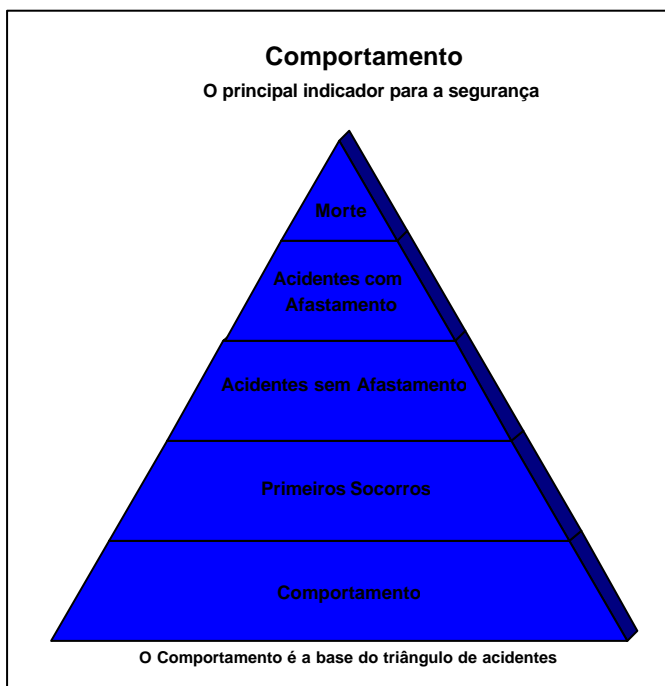 Comportamento
O principal indicador para a segurança
Morte
Acidentes com
Afastamento
Acidentes sem Afastamento
Primeiros Socorros
Comportamento
O Comportamento é a base do triângulo de acidentes